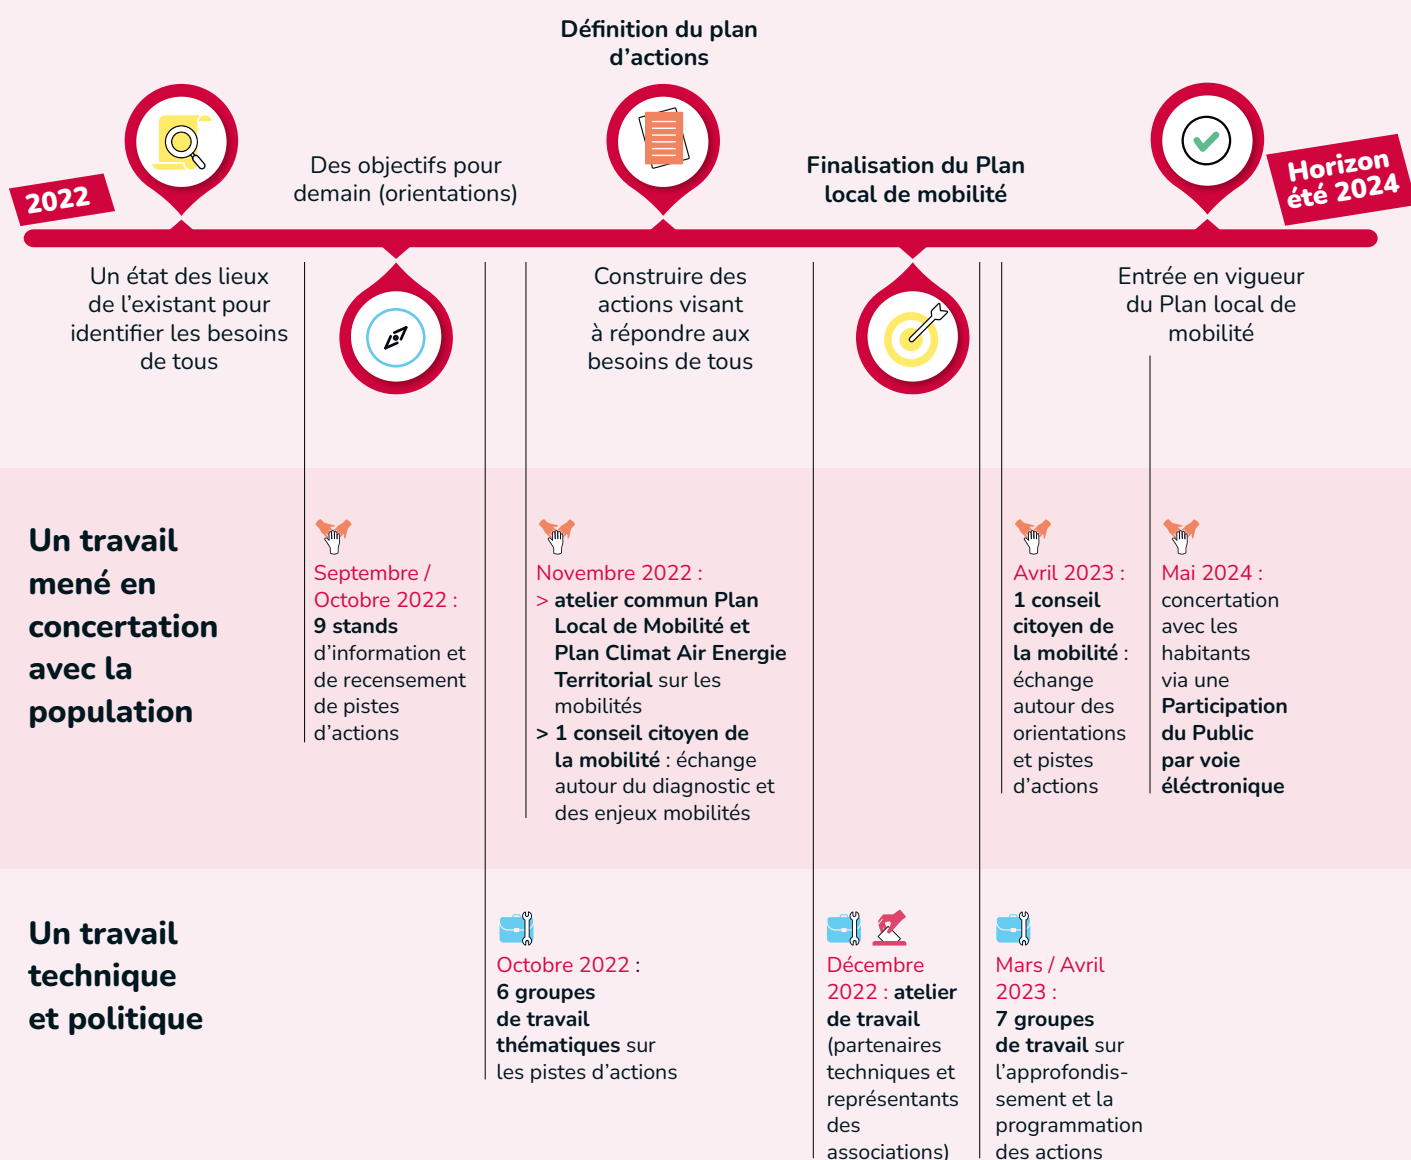 Définition du plan
d’actions
2022
Des objectifs pour
demain (orientations)
Finalisation du Plan
local de mobilité
Horizon
été 2024
Un état des lieux
de l’existant pour
identifier les besoins
de tous
Construire des
actions visant
à répondre aux
besoins de tous
Entrée en vigueur
du Plan local de
mobilité
Un travail
mené en
concertation
avec la
population
Septembre /
Octobre 2022 :
9 stands
d’information et
de recensement
de pistes
d’actions
Novembre 2022 :
> atelier commun Plan
Local de Mobilité et
Plan Climat Air Energie
Territorial sur les
mobilités
> 1 conseil citoyen de
la mobilité : échange
autour du diagnostic et
des enjeux mobilités
Avril 2023 :
1 conseil
citoyen de
la mobilité :
échange
autour des
orientations
et pistes
d’actions
Mai 2024 :
concertation
avec les
habitants
via une
Participation
du Public
par voie
éléctronique
Un travail
technique
et politique
Octobre 2022 :
6 groupes
de travail
thématiques sur
les pistes d’actions
Décembre
2022 : atelier
de travail
(partenaires
techniques et
représentants
des
associations)
Mars / Avril
2023 :
7 groupes
de travail sur
l’approfondis-
sement et la
programmation
des actions